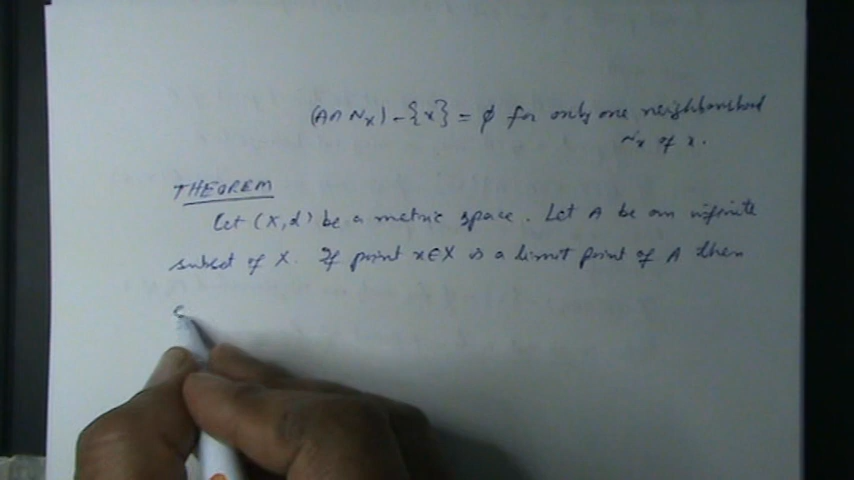 (A∩ Nx) - {x} = φ for only one neighbourhood
Nx of x.
THEOREM
Let (X,d) be a metric space. Let A be an infinite
subset of X. If point x∈X is a limit point of A then